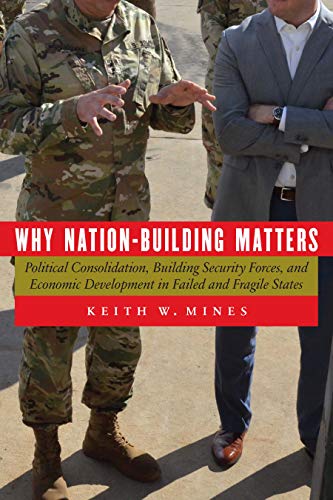 WHY NATION-BUILDING MATTERS
Political Consolidation, Building Security Forces, and
Economic Development in Failed and Fragile States
KEITH W. MINES